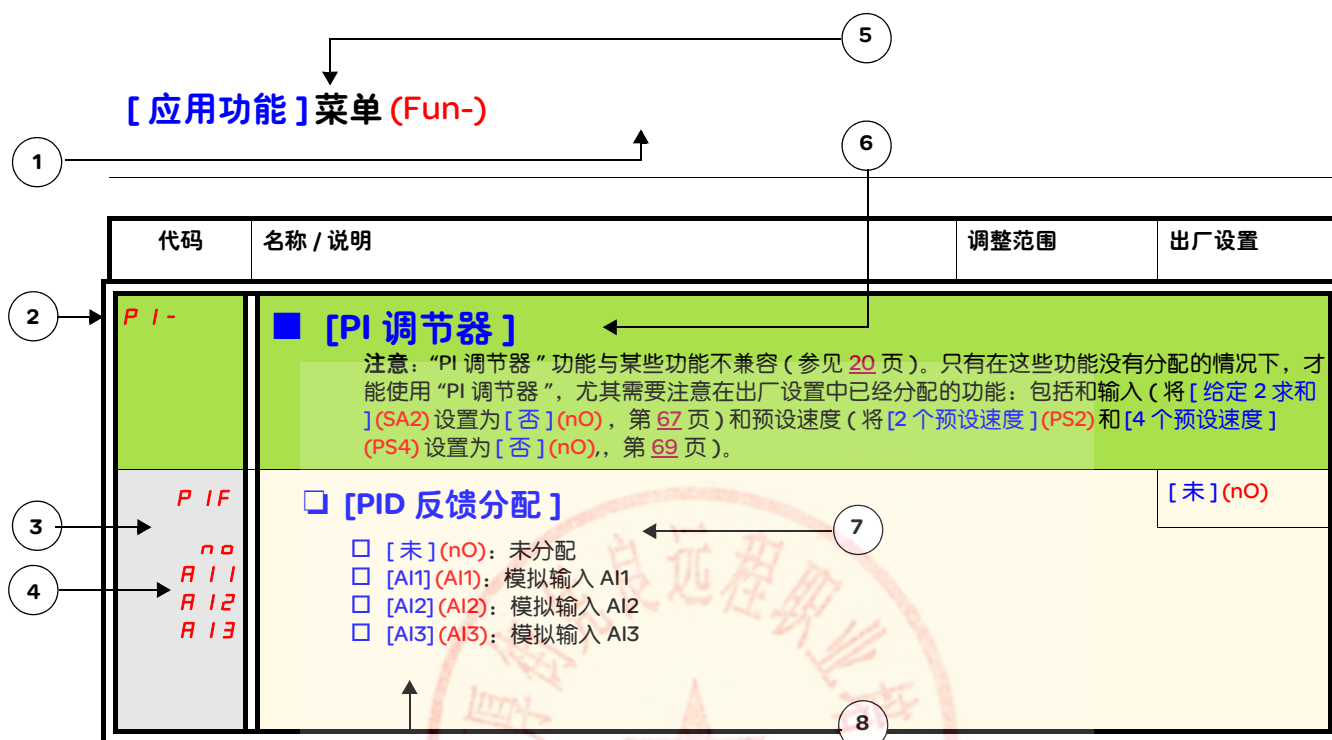 5
[ 应用功能 ] 菜单 (Fun-)
1
6
代码 名称 / 说明 调整范围 出厂设置
2
PI-
■ [PI 调节器 ]
注意：“PI 调节器 ” 功能与某些功能不兼容 ( 参见 20 页 )。只有在这些功能没有分配的情况下，才
能使用 “PI 调节器 ”，尤其需要注意在出厂设置中已经分配的功能：包括和输入 ( 将 [ 给定 2 求和
] (SA2) 设置为 [ 否 ] (nO) ，第 67 页 ) 和预设速度 ( 将 [2 个预设速度 ] (PS2) 和 [4 个预设速度 ]
(PS4) 设置为 [ 否 ] (nO),，第 69 页 )。
3
PIF
❑ [PID 反馈分配 ]
[ 未 ] (nO)
7
no
☐ [ 未 ] (nO)：未分配
4
AI1
☐ [AI1] (AI1)：模拟输入 AI1
AI2
☐ [AI2] (AI2)：模拟输入 AI2
AI3
☐ [AI3] (AI3)：模拟输入 AI3
8